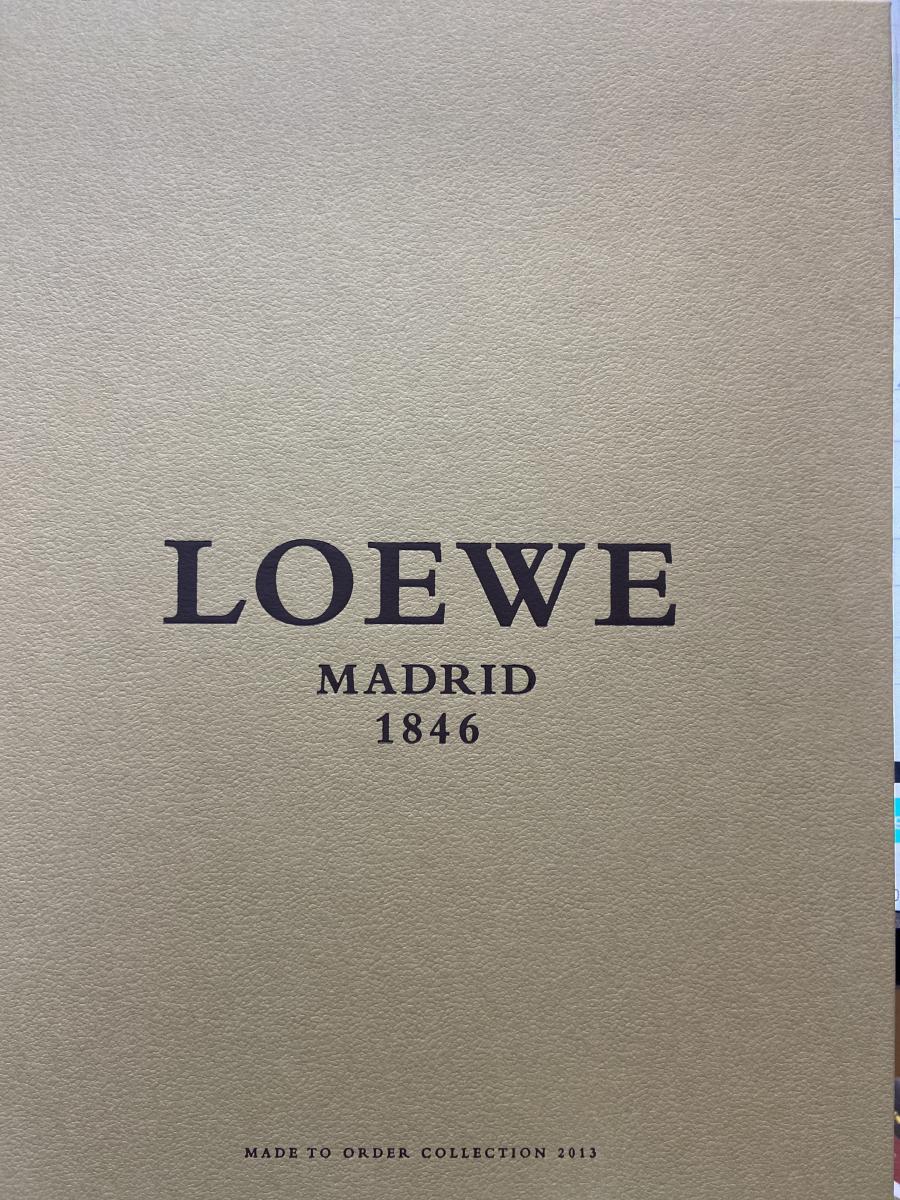 LOEWE
MADRID
1846
MADE TO ORDER COLLECTION 2013